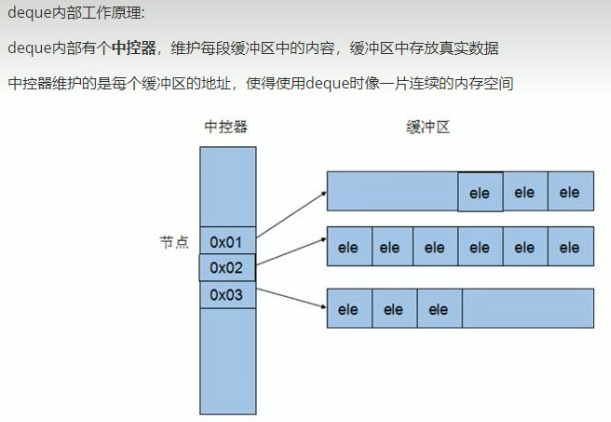 deque内部工作原理:
deque内部有个中控器，维护每段缓冲区中的内容，缓冲区中存放真实数据
中控器维护的是每个缓冲区的地址，使得使用deque时像一片连续的内存空间
中控器 缓冲区
ele ele ele
节点 0x01
ele ele ele ele ele ele
0x02
0x03
ele ele ele